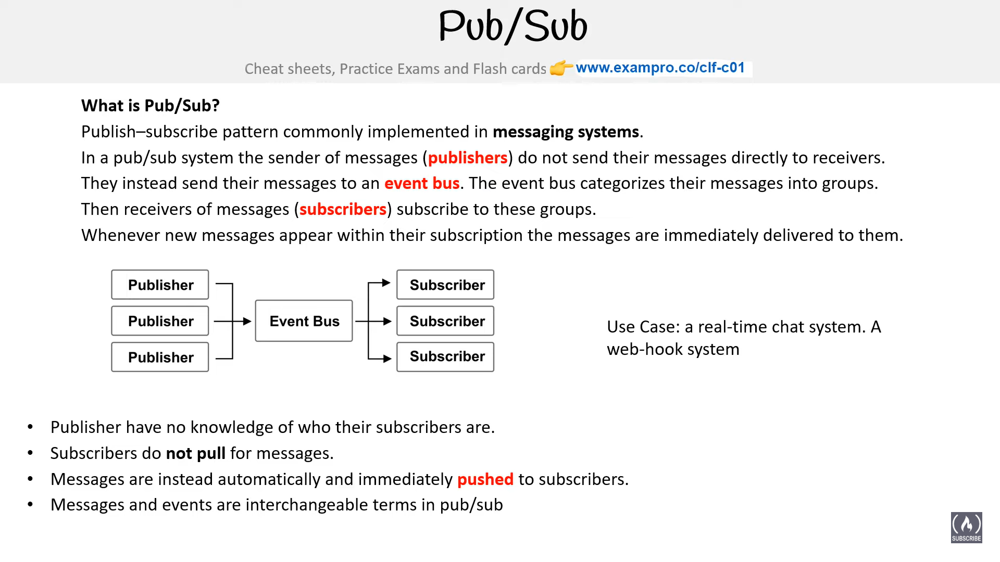 Pub/Sub
Cheat sheets, Practice Exams and Flash cards 👉 www.exampro.co/clf-c01
What is Pub/Sub?
Publish–subscribe pattern commonly implemented in messaging systems.
In a pub/sub system the sender of messages (publishers) do not send their messages directly to receivers.
They instead send their messages to an event bus. The event bus categorizes their messages into groups.
Then receivers of messages (subscribers) subscribe to these groups.
Whenever new messages appear within their subscription the messages are immediately delivered to them.
Publisher
Publisher
Publisher
Event Bus
Subscriber
Subscriber
Subscriber
Use Case: a real-time chat system. A
web-hook system
• Publisher have no knowledge of who their subscribers are.
• Subscribers do not pull for messages.
• Messages are instead automatically and immediately pushed to subscribers.
• Messages and events are interchangeable terms in pub/sub
SUBSCRIBE